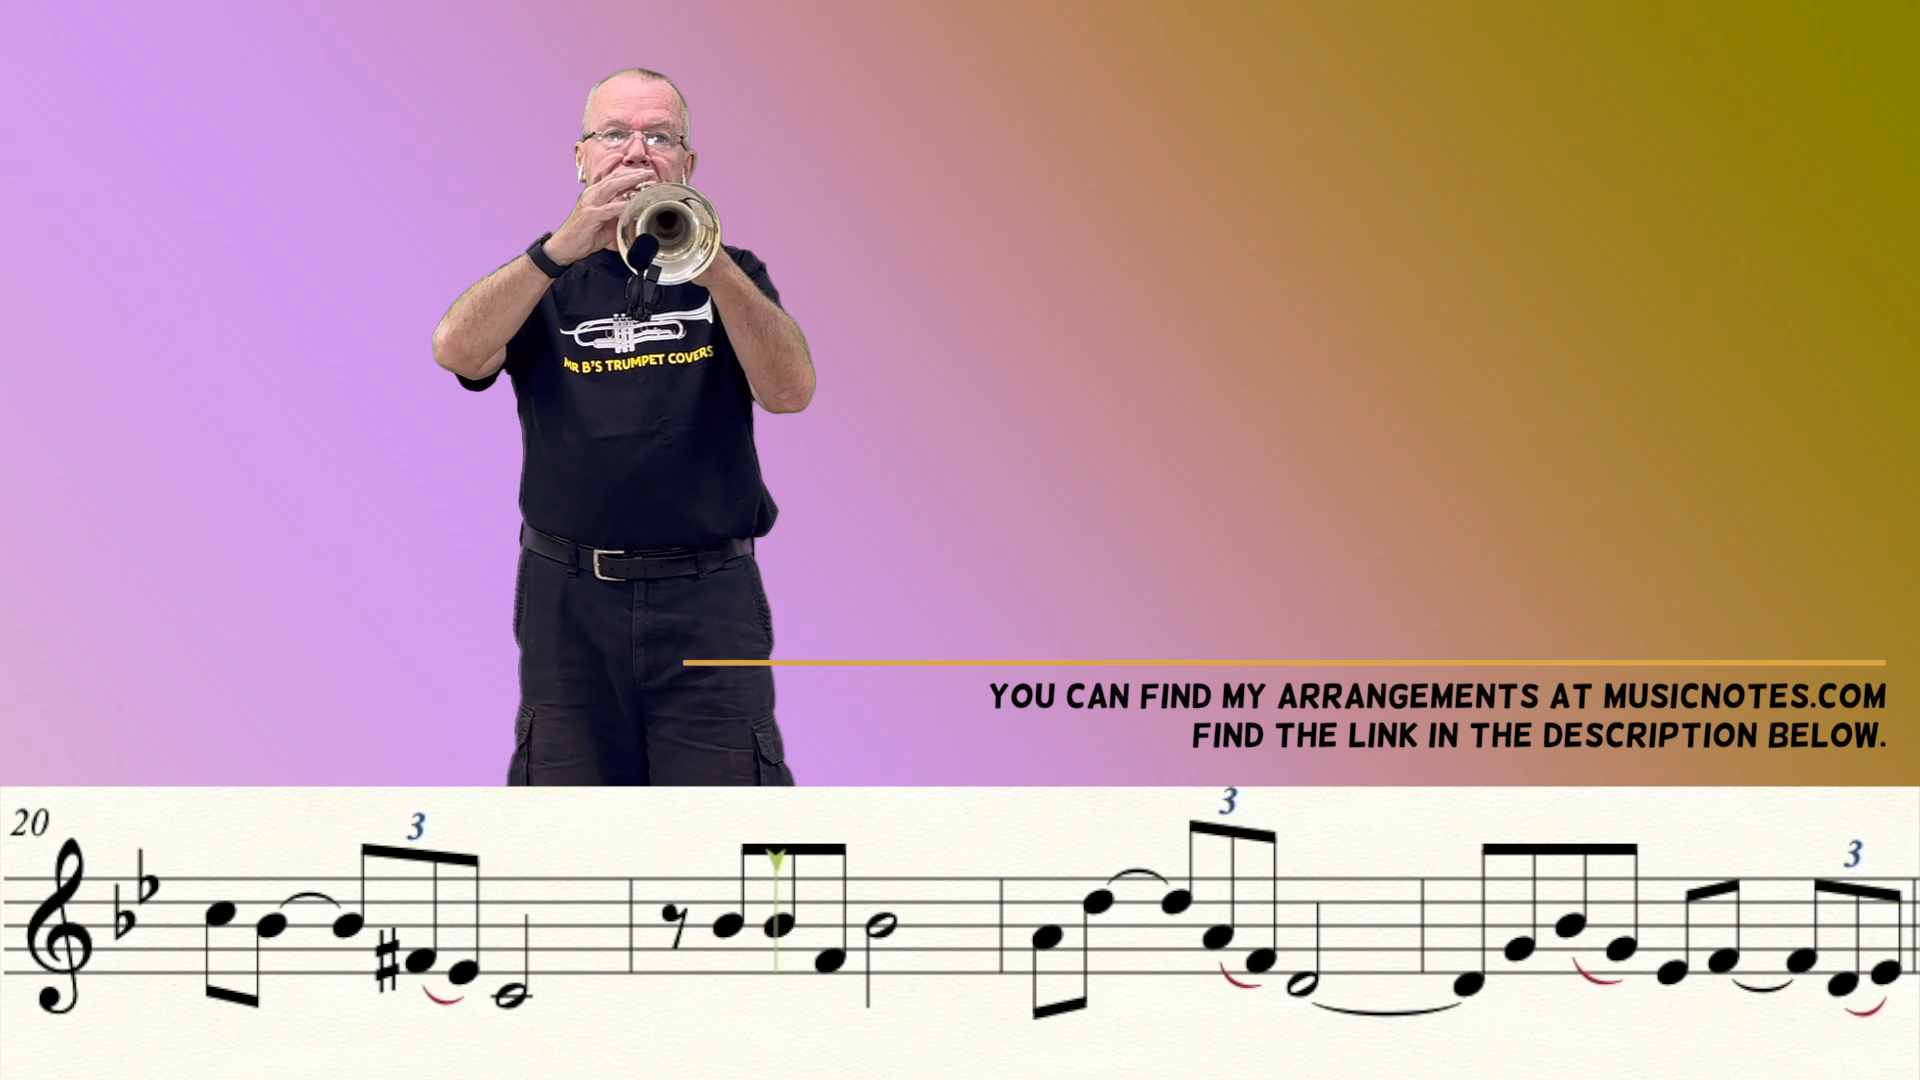 MR B'S TRUMPET COVERS
YOU CAN FIND MY ARRANGEMENTS AT MUSICNOTES.COM
FIND THE LINK IN THE DESCRIPTION BELOW.
3
20
3
3